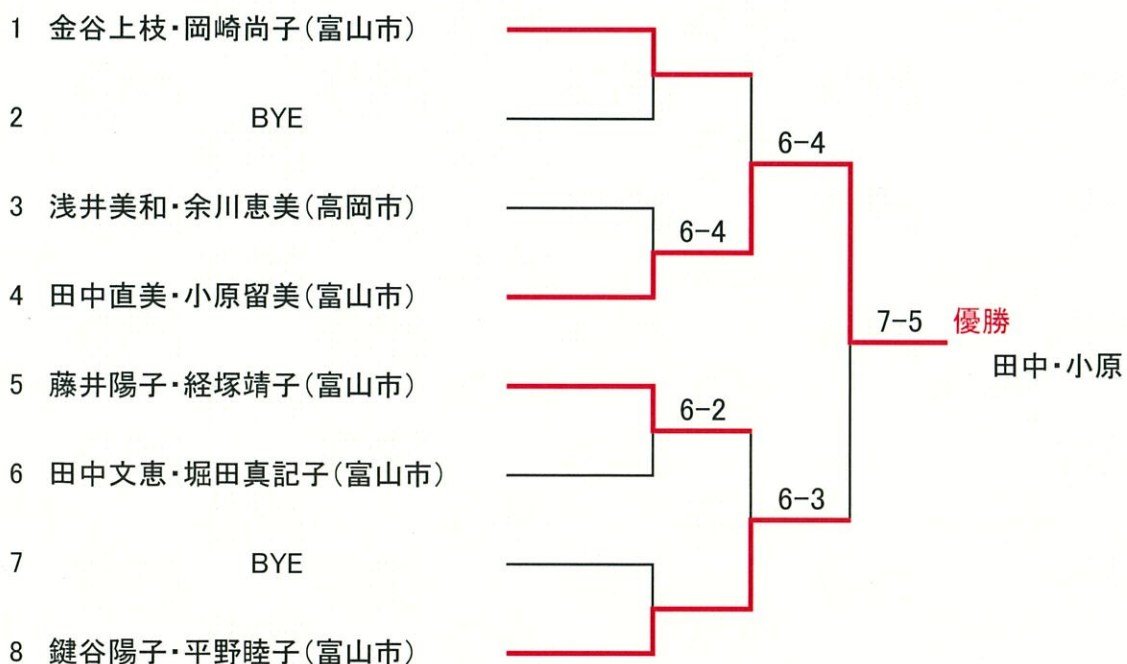 1 金谷上枝・岡崎尚子(富山市)
2 BYE
6-4
3 浅井美和・余川恵美(高岡市)
6-4
4 田中直美・小原留美(富山市)
7-5 優勝
田中・小原
5 藤井陽子・経塚靖子(富山市)
6-2
6 田中文恵・堀田真記子(富山市)
6-3
7 BYE
8 鍵谷陽子・平野睦子(富山市)